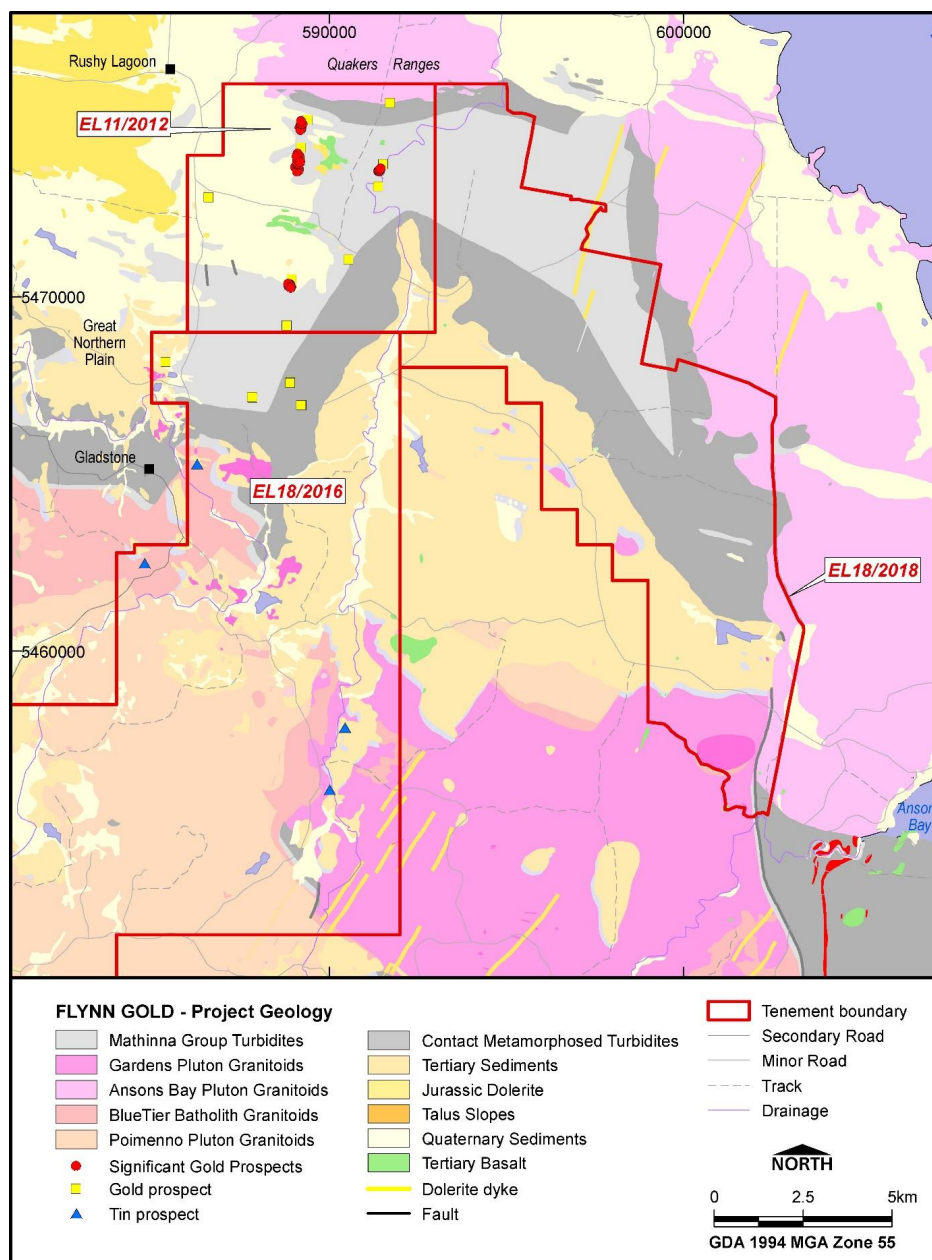 590000
600000
Rushy Lagoon
Quakers Ranges
EL11/2012
5470000
Great
Northern
Plain
Gladstone
EL18/2016
EL18/2018
5460000
Anson
Bay
FLYNN GOLD - Project Geology
Mathinna Group Turbidites
Gardens Pluton Granitoids
Ansons Bay Pluton Granitoids
BlueTier Batholith Granitoids
Poimenno Pluton Granitoids
Significant Gold Prospects
Gold prospect
Tin prospect
Contact Metamorphosed Turbidites
Tertiary Sediments
Jurassic Dolerite
Talus Slopes
Quaternary Sediments
Tertiary Basalt
Dolerite dyke
Fault
Tenement boundary
Secondary Road
Minor Road
Track
Drainage
NORTH
0 2.5 5km
GDA 1994 MGA Zone 55